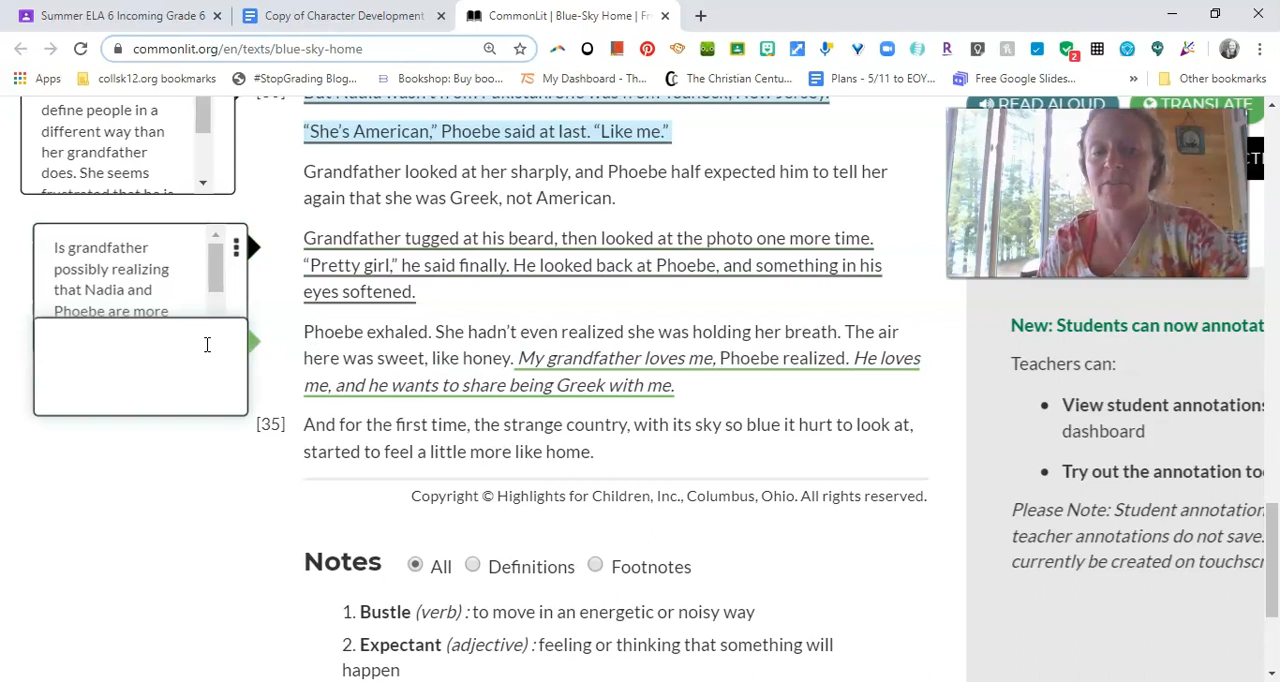 Summer ELA 6 Incoming Grade 6
Copy of Character Development
CommonLit | Blue-Sky Home | Fr
commonlit.org/en/texts/blue-sky-home
Apps
collsk12.org bookmarks
#StopGrading Blog...
Bookshop: Buy boo...
My Dashboard - Th...
The Christian Centu...
Plans - 5/11 to EOY...
Free Google Slides...
Other bookmarks
define people in a
different way than
her grandfather
does. She seems
frustrated that he is
Is grandfather
possibly realizing
that Nadia and
Phoebe are more
“She’s American,” Phoebe said at last. “Like me.”
Grandfather looked at her sharply, and Phoebe half expected him to tell her
again that she was Greek, not American.
Grandfather tugged at his beard, then looked at the photo one more time.
“Pretty girl,” he said finally. He looked back at Phoebe, and something in his
eyes softened.
Phoebe exhaled. She hadn’t even realized she was holding her breath. The air
here was sweet, like honey. My grandfather loves me, Phoebe realized. He loves
me, and he wants to share being Greek with me.
[35] And for the first time, the strange country, with its sky so blue it hurt to look at,
started to feel a little more like home.
Copyright © Highlights for Children, Inc., Columbus, Ohio. All rights reserved.
Notes
All
Definitions
Footnotes
1. Bustle (verb) : to move in an energetic or noisy way
2. Expectant (adjective) : feeling or thinking that something will
happen
READ ALOUD
TRANSLATE
New: Students can now annotat
Teachers can:
• View student annotations
dashboard
• Try out the annotation to
Please Note: Student annotation
teacher annotations do not save.
currently be created on touchscr